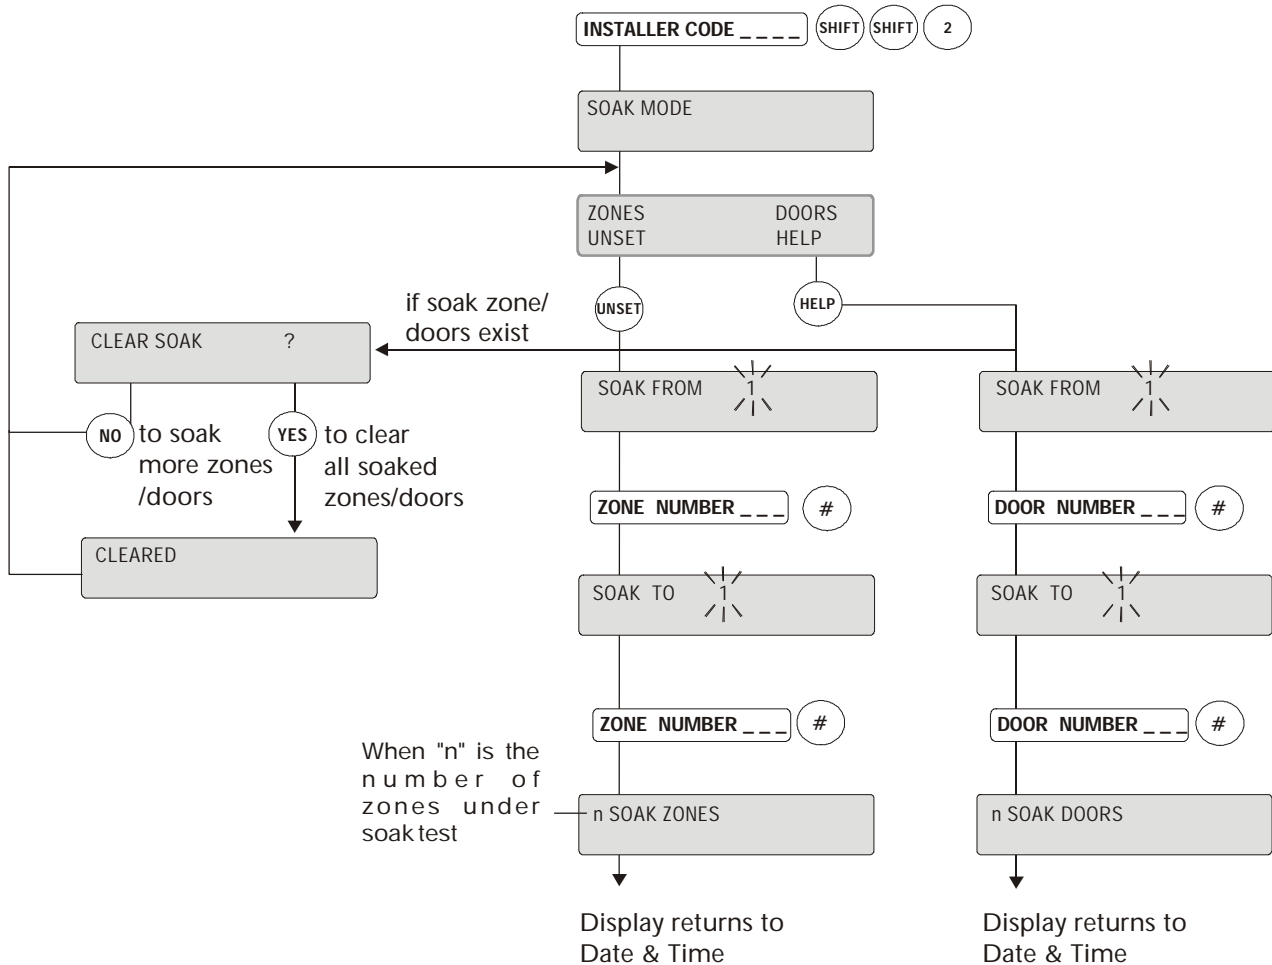 INSTALLER CODE _ _ _ _ SHIFT SHIFT 2
SOAK MODE
ZONES DOORS
UNSET HELP
UNSET
HELP
if soak zone/
doors exist
CLEAR SOAK ?
NO
to soak
more zones
/doors
YES
to clear
all soaked
zones/doors
CLEARED
SOAK FROM 1
ZONE NUMBER _ _ _ #
SOAK TO 1
ZONE NUMBER _ _ _ #
When "n" is the
number of
zones under
soak test
n SOAK ZONES
Display returns to
Date & Time
SOAK FROM 1
DOOR NUMBER _ _ _ #
SOAK TO 1
DOOR NUMBER _ _ _ #
n SOAK DOORS
Display returns to
Date & Time